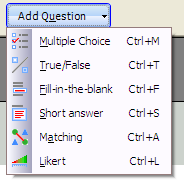 Add Question
Multiple Choice Ctrl+M
True/False Ctrl+T
Fill-in-the-blank Ctrl+F
Short answer Ctrl+S
Matching Ctrl+A
Likert Ctrl+L